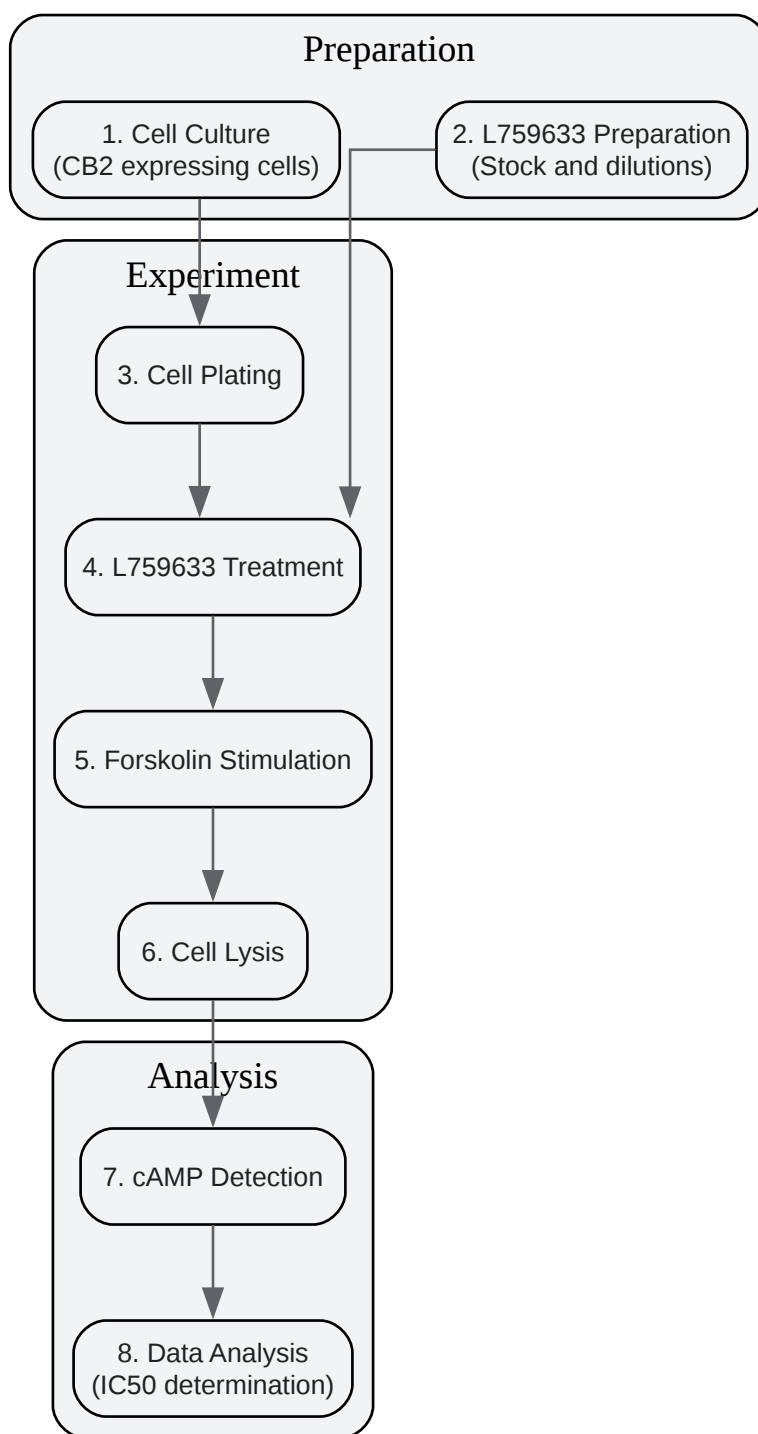 Preparation
1. Cell Culture
(CB2 expressing cells)
2. L759633 Preparation
(Stock and dilutions)
Experiment
3. Cell Plating
4. L759633 Treatment
5. Forskolin Stimulation
6. Cell Lysis
Analysis
7. cAMP Detection
8. Data Analysis
(IC50 determination)